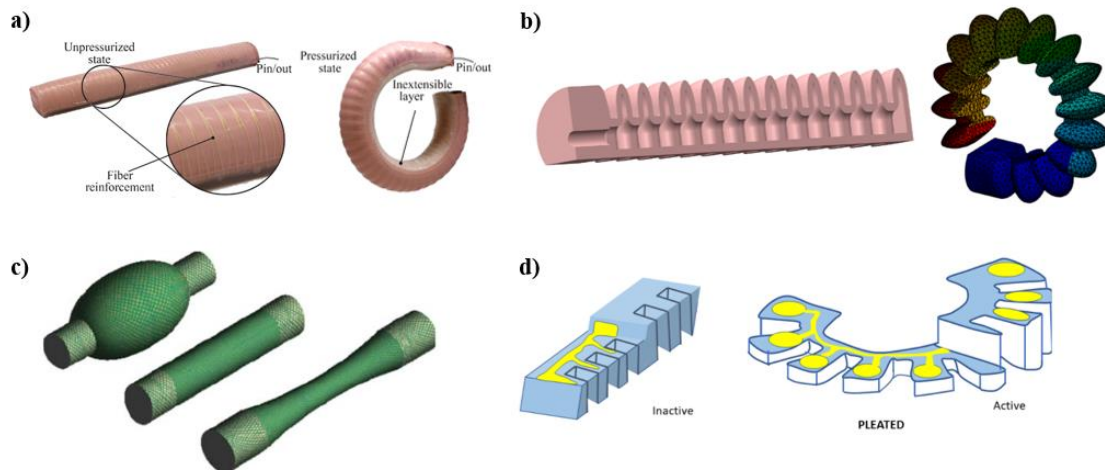 a)
Unpressurized
state
Pin/out
Fiber
reinforcement
Pressurized
state
Pin/out
Inextensible
layer
b)
c)
d)
Inactive
PLEATED
Active